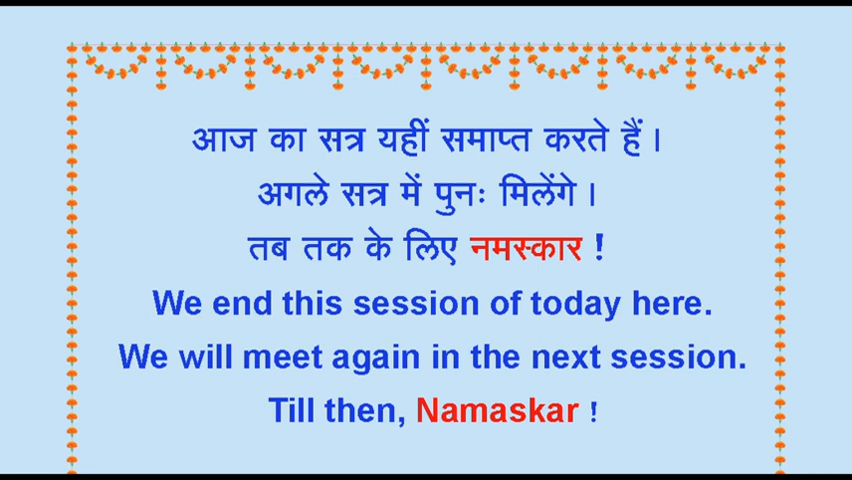 आज का सत्र यहीं समाप्त करते हैं ।
अगले सत्र में पुनः मिलेंगे ।
तब तक के लिए नमस्कार !
We end this session of today here.
We will meet again in the next session.
Till then, Namaskar !